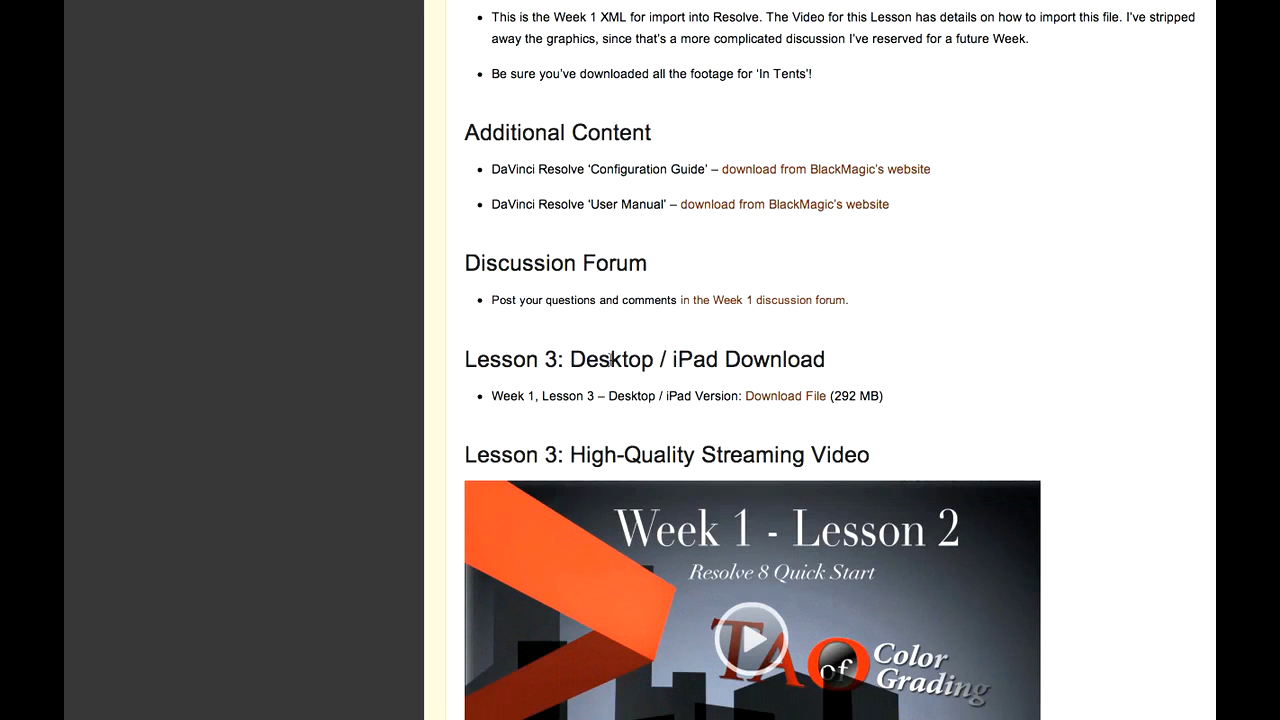 This is the Week 1 XML for import into Resolve. The Video for this Lesson has details on how to import this file. I’ve stripped
away the graphics, since that’s a more complicated discussion I’ve reserved for a future Week.
Be sure you’ve downloaded all the footage for ‘In Tents’!
Additional Content
DaVinci Resolve ‘Configuration Guide’ – download from BlackMagic’s website
DaVinci Resolve ‘User Manual’ – download from BlackMagic’s website
Discussion Forum
Post your questions and comments in the Week 1 discussion forum.
Lesson 3: Desktop / iPad Download
Week 1, Lesson 3 – Desktop / iPad Version: Download File (292 MB)
Lesson 3: High-Quality Streaming Video
Week 1 - Lesson 2
Resolve 8 Quick Start
TAO of Color
Grading